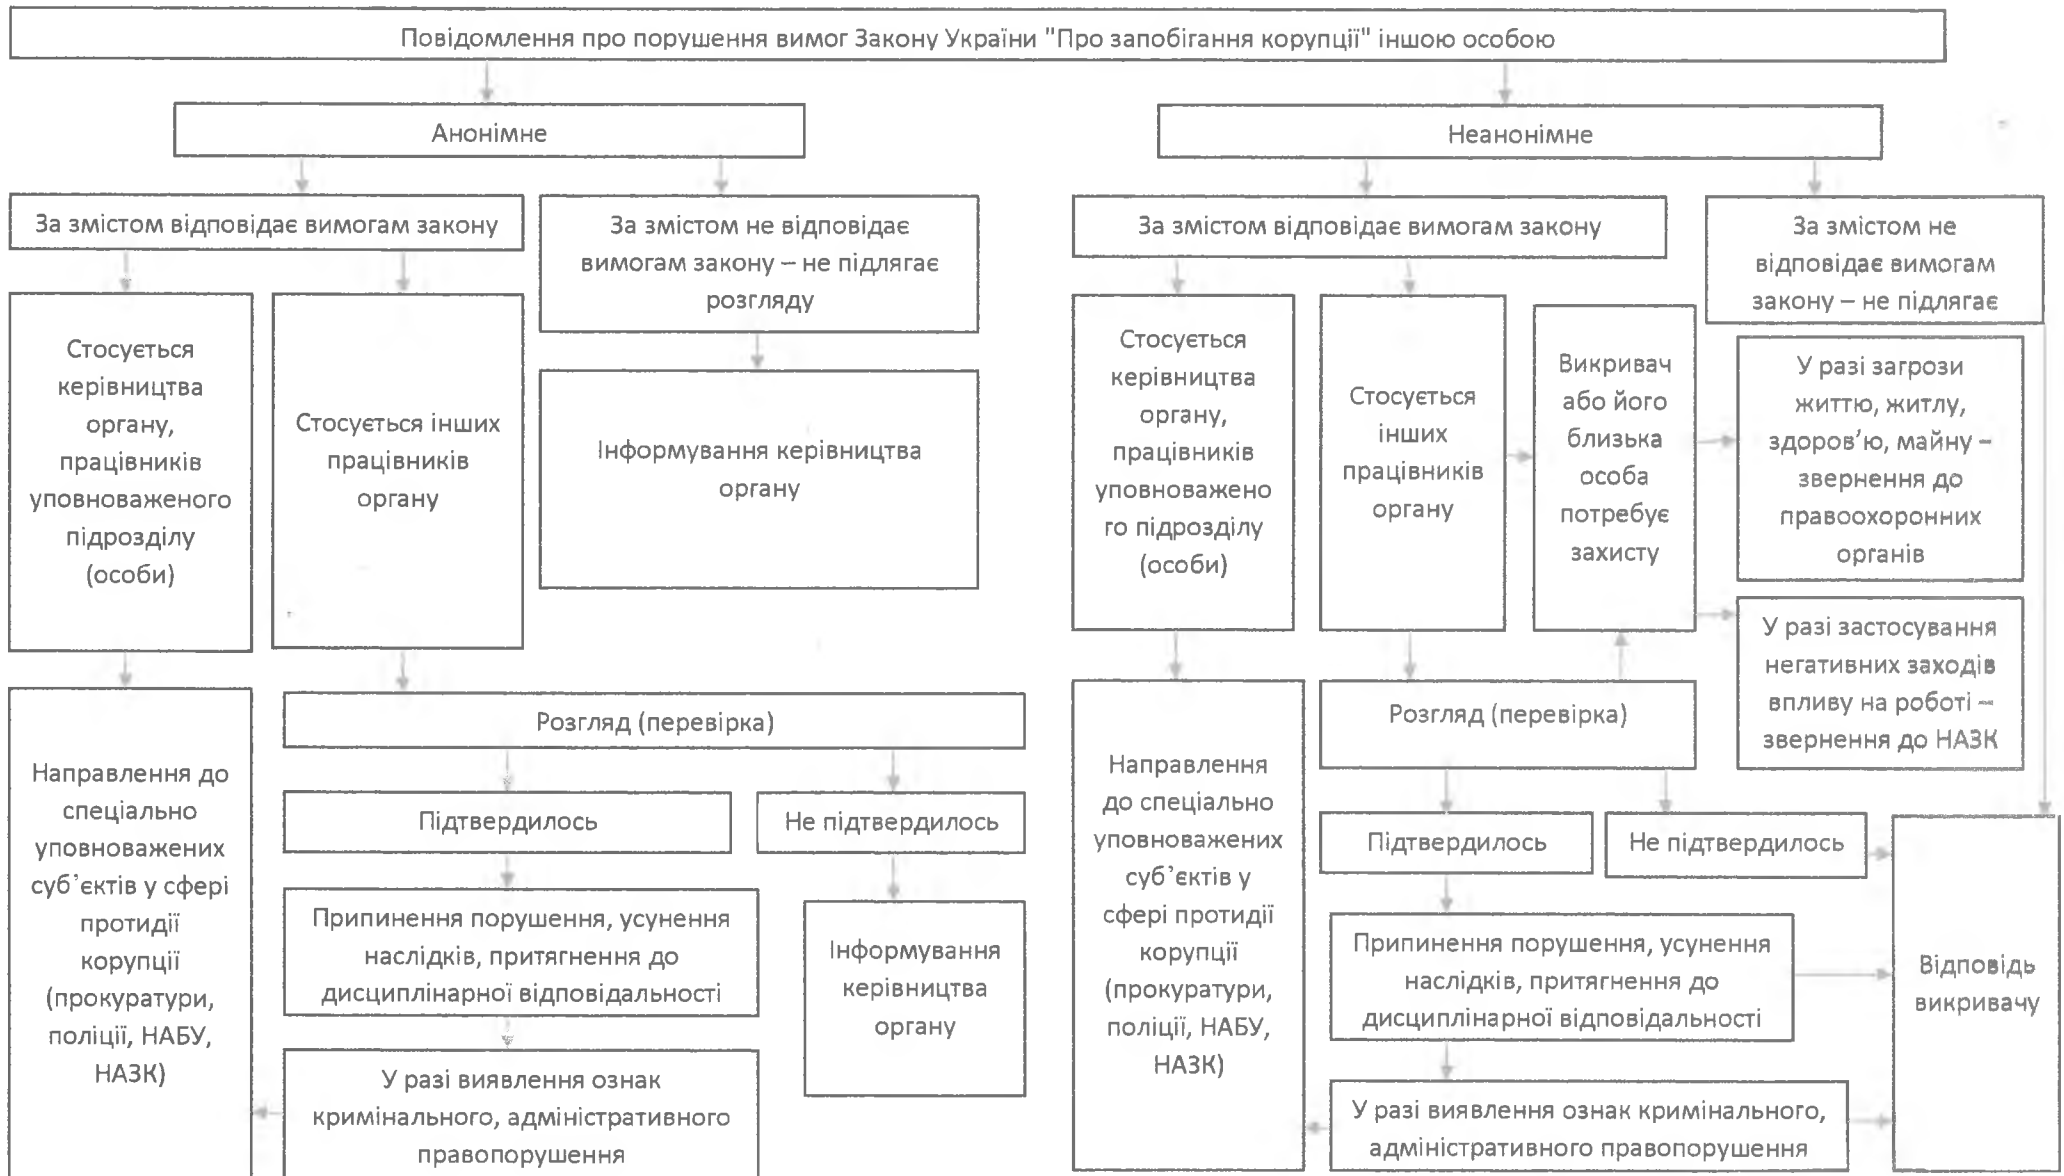 Повідомлення про порушення вимог Закону України "Про запобігання корупції" іншою особою
Анонімне
Неанонімне
За змістом відповідає вимогам закону
За змістом не відповідає
вимогам закону – не підлягає
розгляду
За змістом відповідає вимогам закону
За змістом не
відповідає вимогам
закону – не підлягає
Стосується
керівництва
органу,
працівників
уповноваженого
підрозділу
(особи)
Стосується інших
працівників
органу
Інформування керівництва
органу
Стосується
керівництва
органу,
працівників
уповноважено
го підрозділу
(особи)
Стосується
інших
працівників
органу
Викривач
або його
близька
особа
потребує
захисту
У разі загрози
життю, житлу,
здоров’ю, майну –
звернення до
правоохоронних
органів
У разі застосування
негативних заходів
впливу на роботі –
звернення до НАЗК
Направлення до
спеціально
уповноважених
суб’єктів у сфері
протидії
корупції
(прокуратури,
поліції, НАБУ,
НАЗК)
Розгляд (перевірка)
Підтвердилось
Не підтвердилось
Припинення порушення, усунення
наслідків, притягнення до
дисциплінарної відповідальності
Інформування
керівництва
органу
У разі виявлення ознак
кримінального, адміністративного
правопорушення
Направлення
до спеціально
уповноважених
суб’єктів у
сфері протидії
корупції
(прокуратури,
поліції, НАБУ,
НАЗК)
Розгляд (перевірка)
Підтвердилось
Не підтвердилось
Припинення порушення, усунення
наслідків, притягнення до
дисциплінарної відповідальності
У разі виявлення ознак кримінального,
адміністративного правопорушення
Відповідь
викривачу